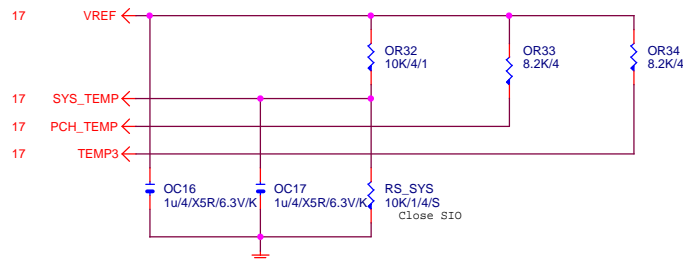 17 VREF
OR32
10K/4/1
OR33
8.2K/4
OR34
8.2K/4
17 SYS_TEMP
17 PCH_TEMP
17 TEMP3
OC16
1u/4/X5R/6.3V/K
OC17
1u/4/X5R/6.3V/K
RS_SYS
10K/1/4/S
Close SIO